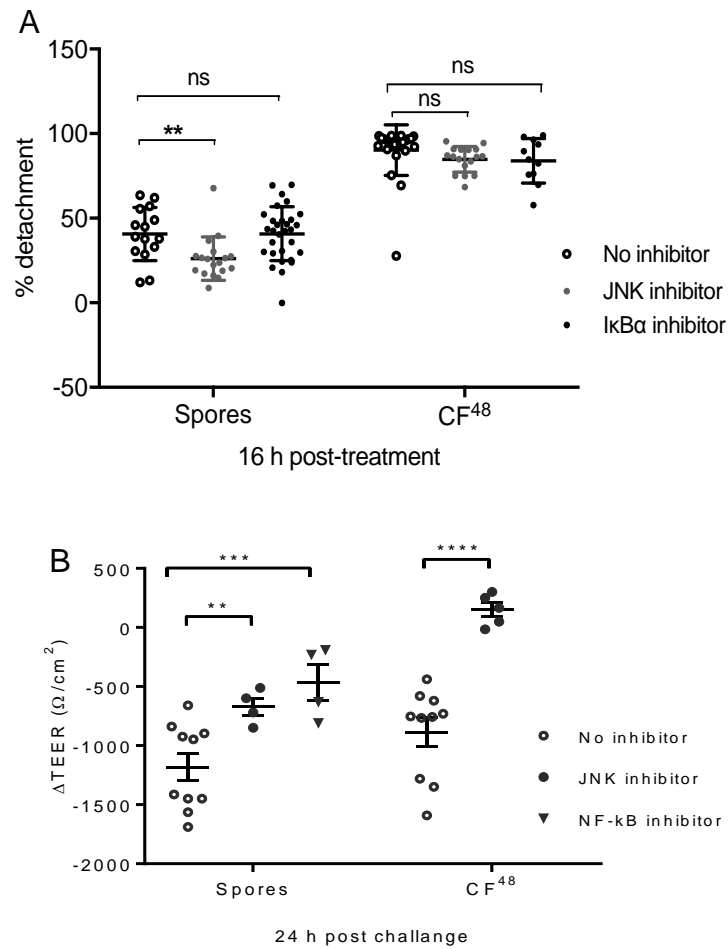 A
150
ns
ns
ns
**
100
% detachment
50
0
-50
No inhibitor
JNK inhibitor
IκBα inhibitor
Spores
CF⁴⁸
16 h post-treatment
B
500
***
****
**
0
-500
ΔTEER (Ω/cm²)
-1000
-1500
-2000
No inhibitor
JNK inhibitor
NF-kB inhibitor
Spores
CF⁴⁸
24 h post challange